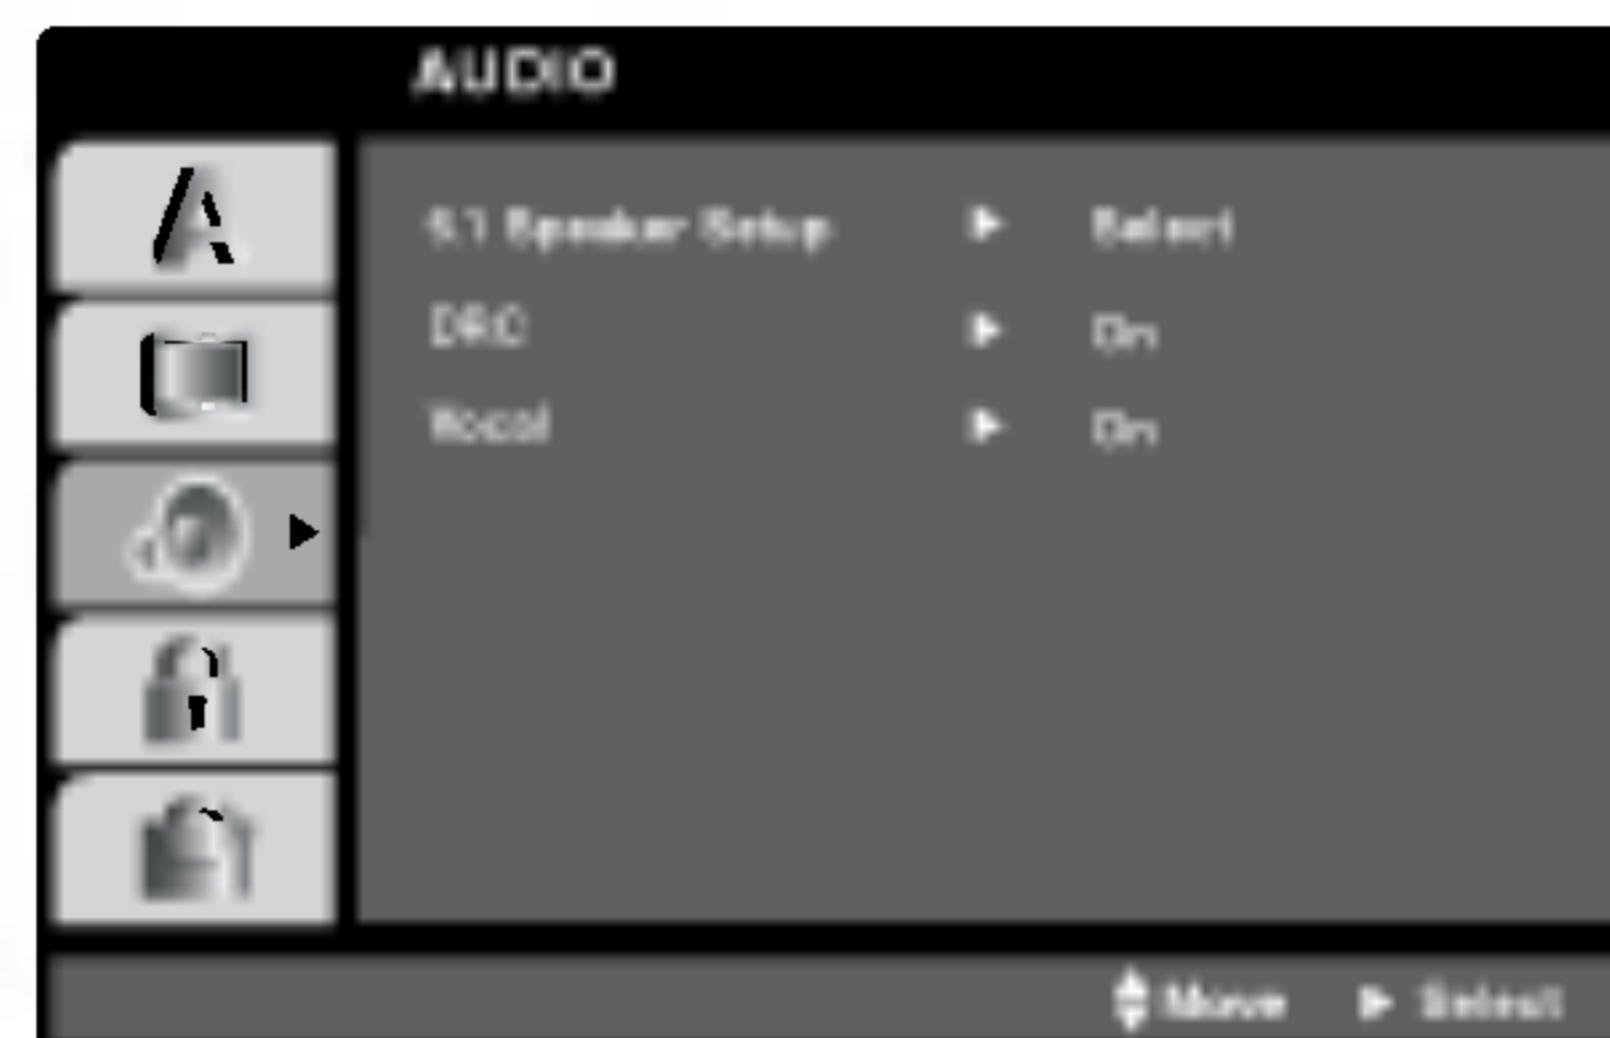 AUDIO
5.1 Speaker Setup ► Select
DRC ► On
Vocal ► On
Move ► Select